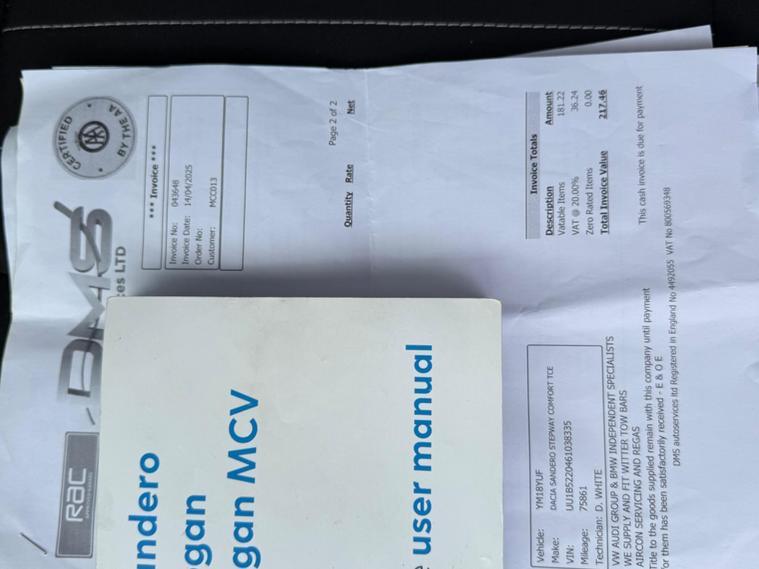 RAC
DMS
ces LTD
CERTIFIED
BY THE AA
*** Invoice ***
Invoice No: 043648
Invoice Date: 14/04/2025
Order No:
Customer: MCC013
Page 2 of 2
Quantity Rate Net
andero
gan
gan MCV
user manual
Invoice Totals
Description Amount
Vatable Items 181.22
VAT @ 20.00% 36.24
Zero Rated Items 0.00
Total Invoice Value 217.46
Vehicle: YM18YUF
Make: DACIA SANDERO STEPWAY COMFORT TCE
VIN: UU1B5220461038335
Mileage: 75861
Technician: D. WHITE
VW AUDI GROUP & BMW INDEPENDENT SPECIALISTS
WE SUPPLY AND FIT WITTER TOW BARS
AIRCON SERVICING AND REGAS
Title to the goods supplied remain with this company until payment
for them has been satisfactorily received - E & O E
This cash invoice is due for payment
DMS autoservices ltd Registered in England No 4492055 VAT No 800569348